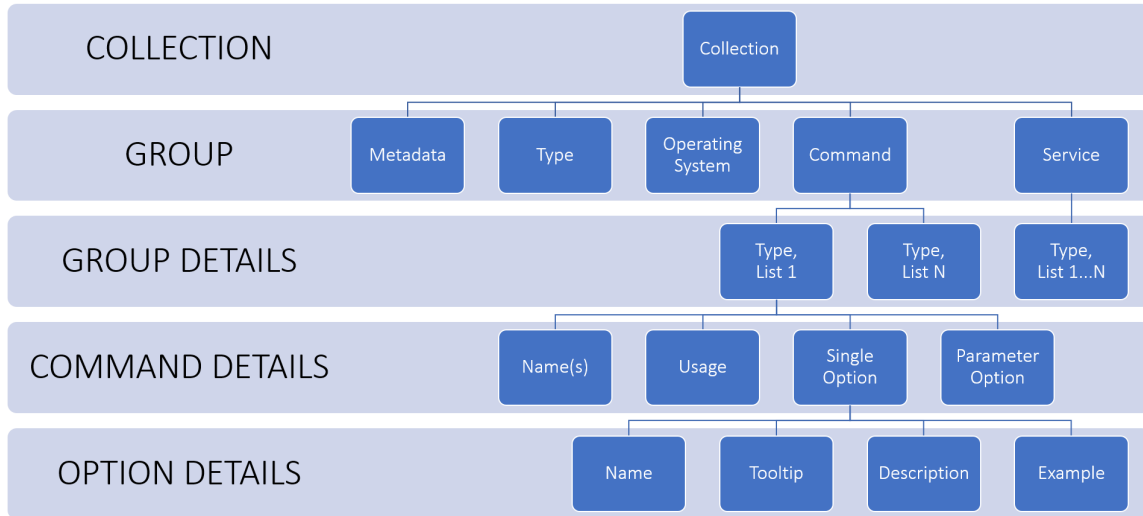 COLLECTION
Collection
GROUP
Metadata
Type
Operating
System
Command
Service
GROUP DETAILS
Type,
List 1
Type,
List N
Type,
List 1...N
COMMAND DETAILS
Name(s)
Usage
Single
Option
Parameter
Option
OPTION DETAILS
Name
Tooltip
Description
Example